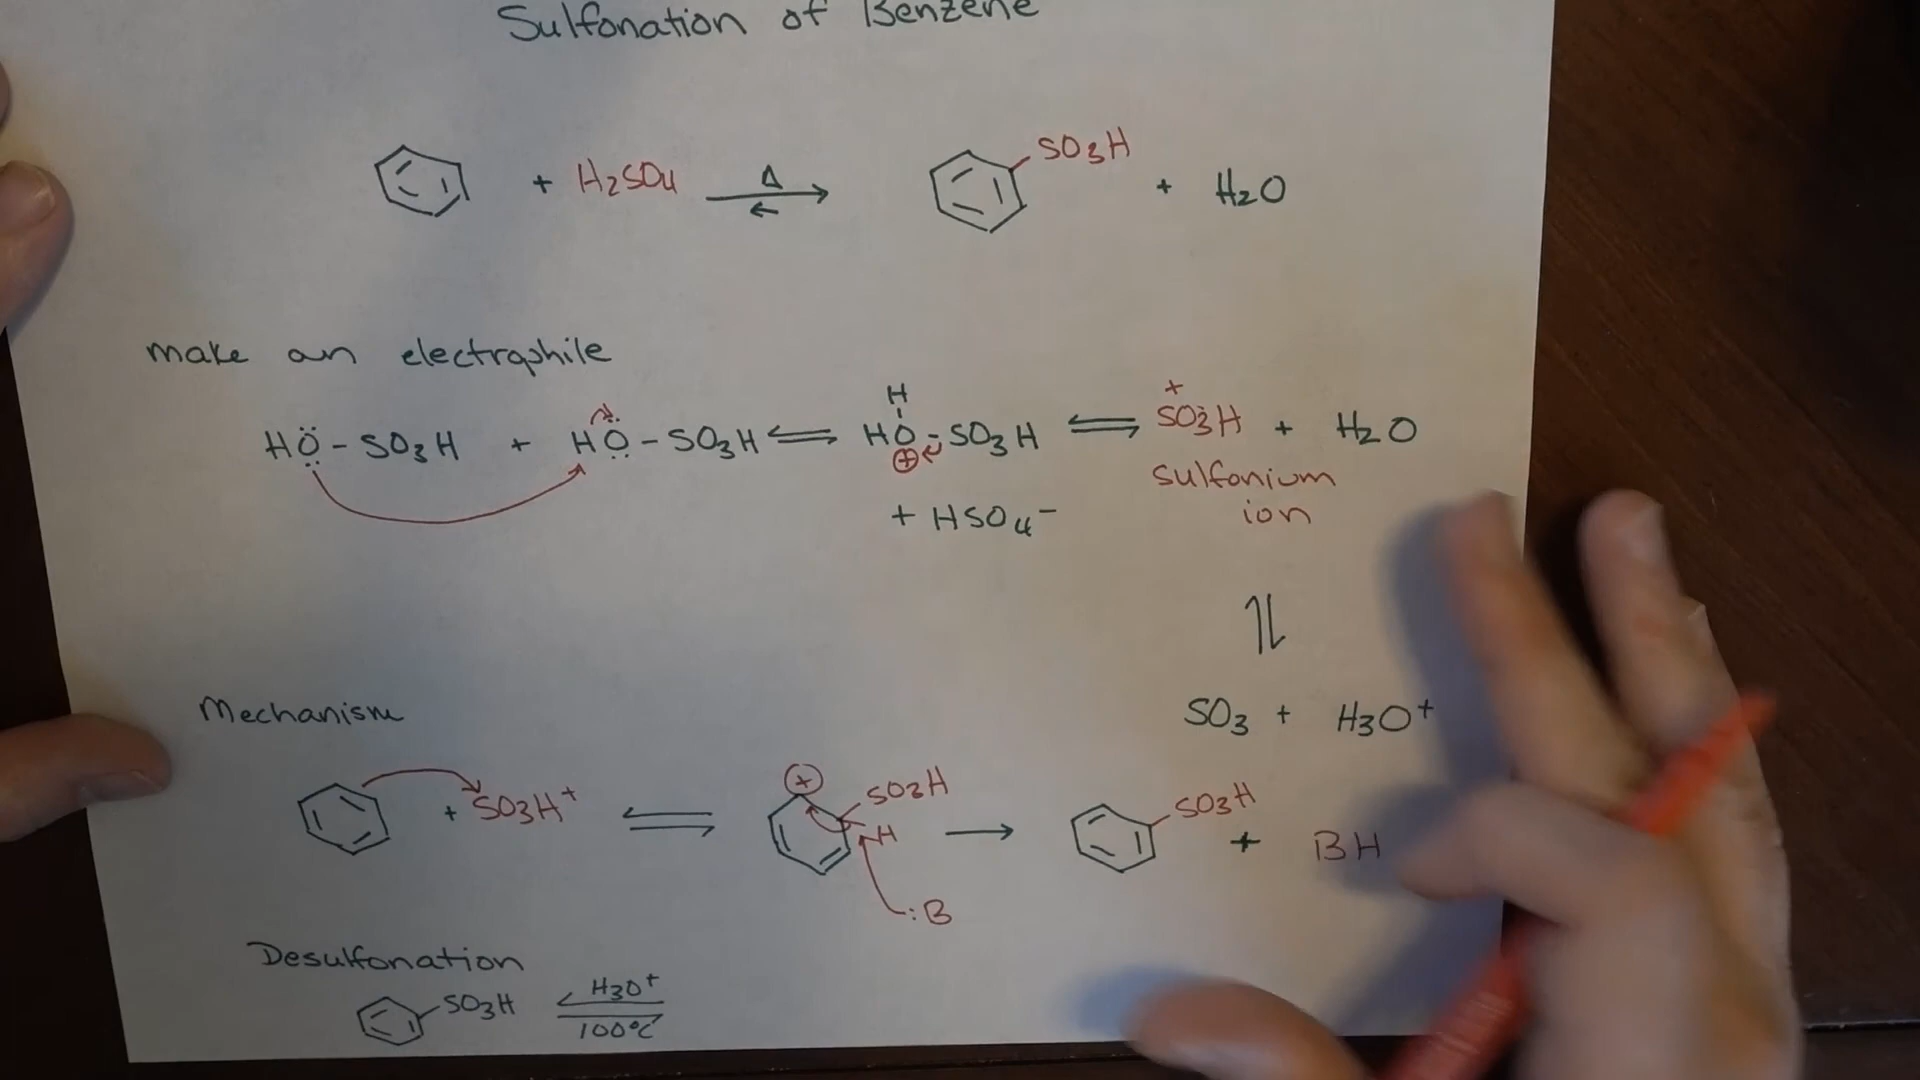 Sulfonation of Benzene
+ H2SO4 Δ SO3H + H2O
make an electrophile
HÖ - SO3H + HÖ - SO3H ⇌ H HO - SO3H ⇌ + SO3H + H2O
⊕
+ HSO4⁻ sulfonium
ion
⇌
SO3 + H3O⁺
Mechanism
+ SO3H⁺ ⇌ ⊕ SO3H H → SO3H + BH
:B
Desulfonation
SO3H H3O⁺
100°C